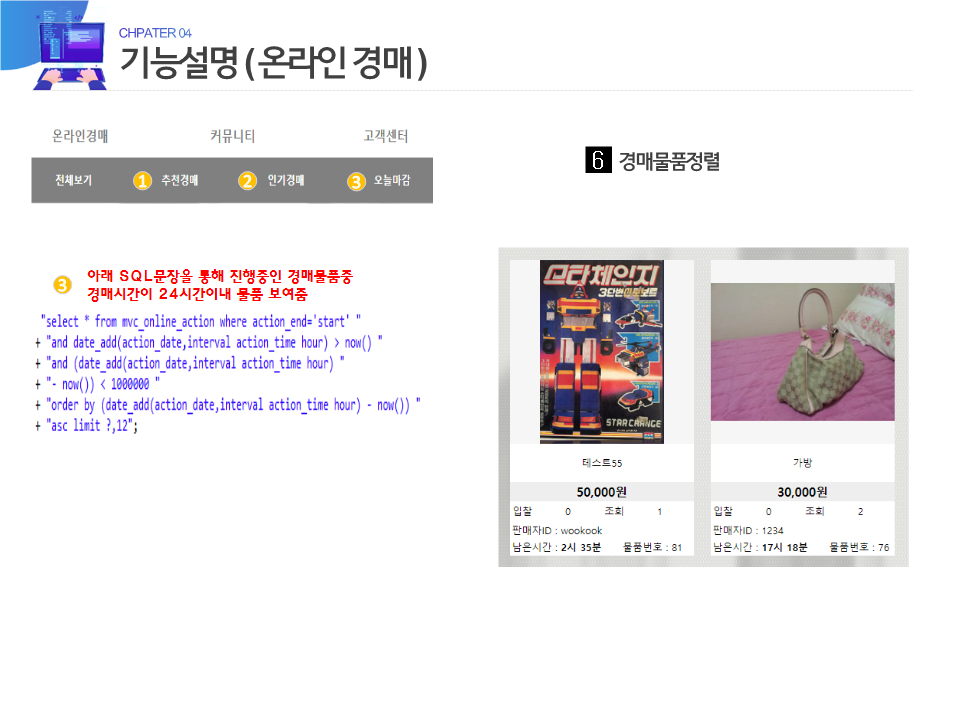 CHPATER 04
기능설명 ( 온라인 경매 )
온라인경매 커뮤니티 고객센터
전체보기 1 추천경매 2 인기경매 3 오늘마감
6 경매물품정렬
3 아래 SQL문장을 통해 진행중인 경매물품중
경매시간이 24시간이내 물품 보여줌
"select * from mvc_online_action where action_end='start' "
+ "and date_add(action_date,interval action_time hour) > now() "
+ "and (date_add(action_date,interval action_time hour) "
+ "- now()) < 1000000 "
+ "order by (date_add(action_date,interval action_time hour) - now()) "
+ "asc limit ?,12";
스타체인지
3단변신로보트
STAR CHANGE
테스트55
50,000원
입찰 0 조회 1
판매자ID : wookook
남은시간 : 2시 35분 물품번호 : 81
가방
30,000원
입찰 0 조회 2
판매자ID : 1234
남은시간 : 17시 18분 물품번호 : 76